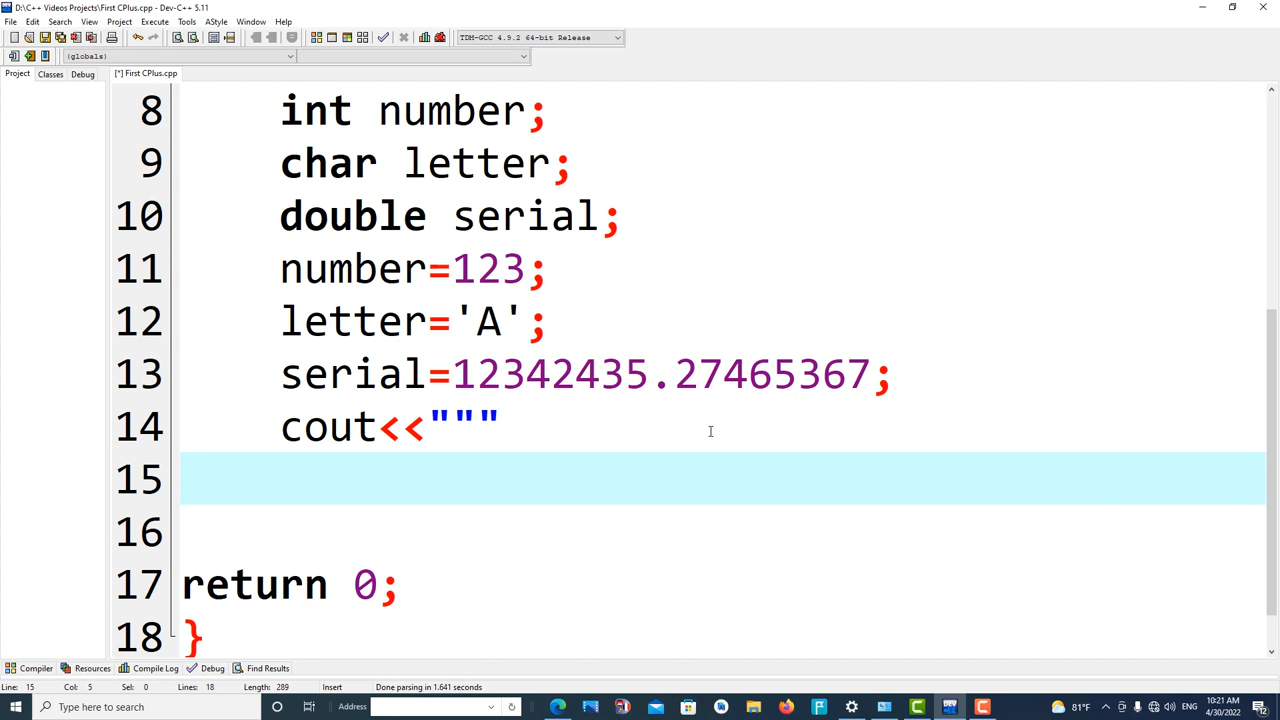 D:\C++ Videos Projects\First CPlus.cpp - Dev-C++ 5.11
File Edit Search View Project Execute Tools AStyle Window Help
TDM-GCC 4.9.2 64-bit Release
(globals)
Project Classes Debug [*] First CPlus.cpp
8 int number;
9 char letter;
10 double serial;
11 number=123;
12 letter='A';
13 serial=12342435.27465367;
14 cout<<"""
15
16
17 return 0;
18 }
Compiler Resources Compile Log Debug Find Results
Line: 15 Col: 5 Sel: 0 Lines: 18 Length: 289 Insert Done parsing in 1.641 seconds
Type here to search Address 81°F ENG 10:21 AM
4/30/2022